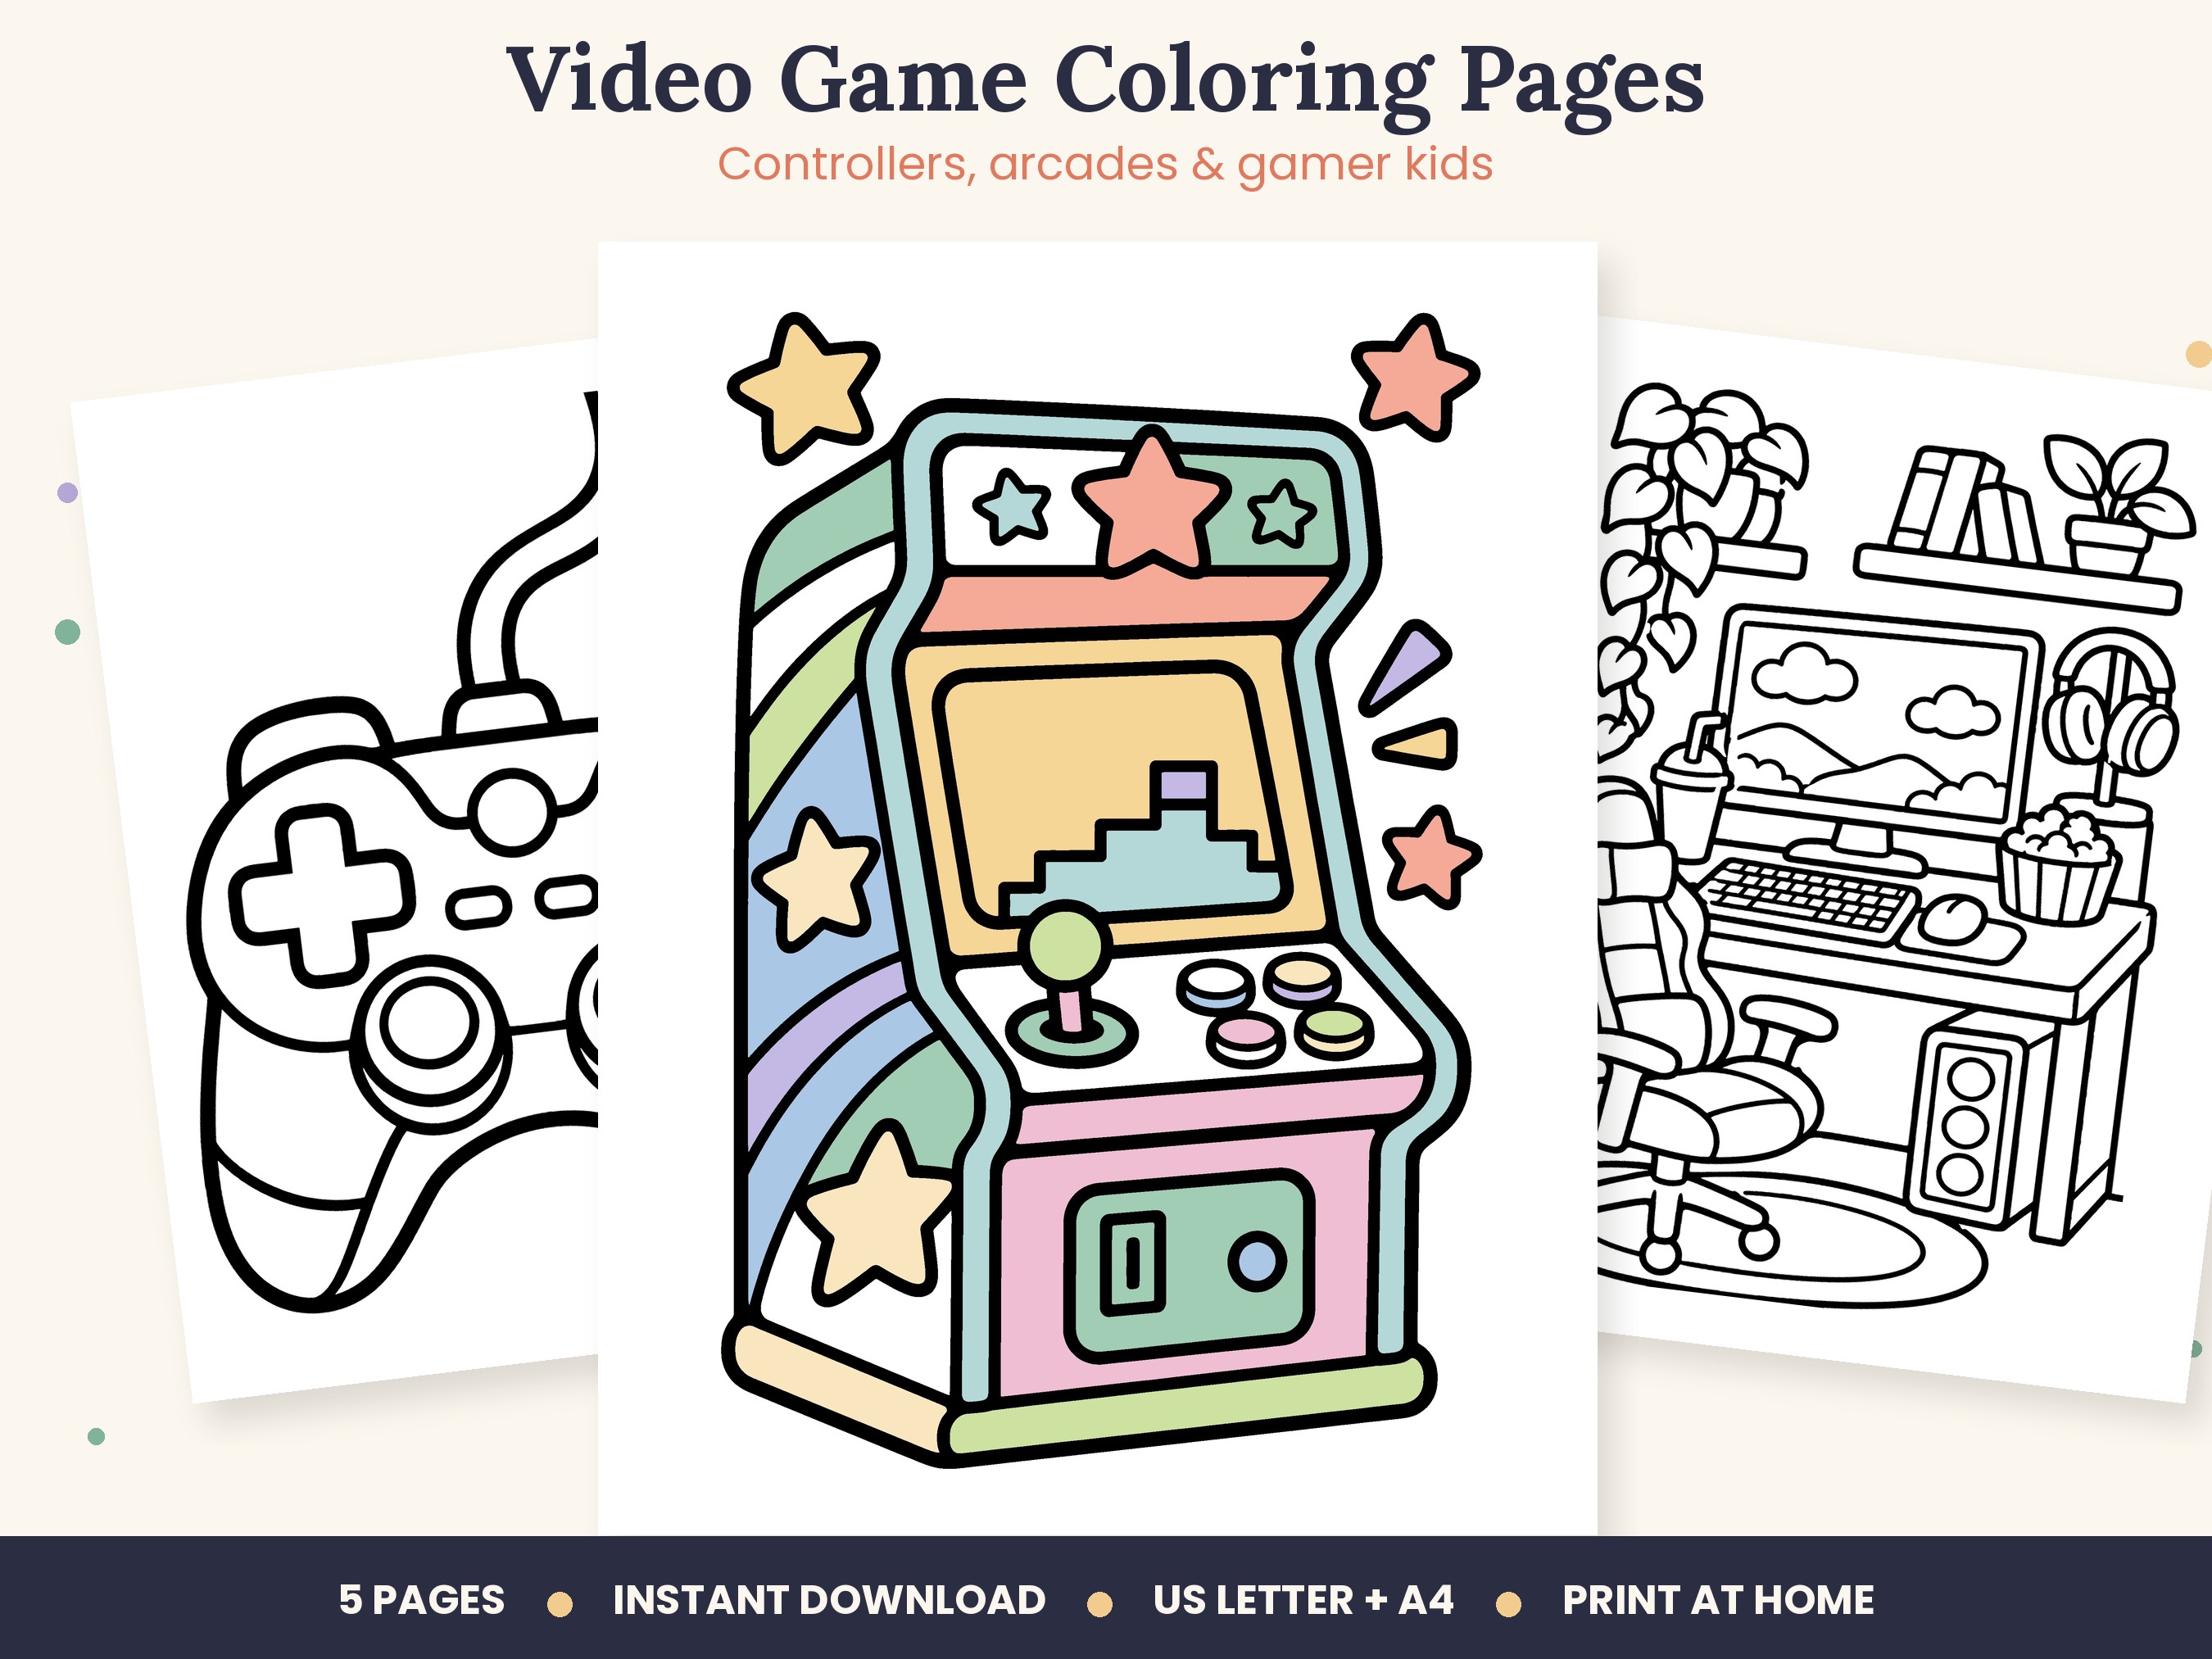 Video Game Coloring Pages
Controllers, arcades & gamer kids
5 PAGES ● INSTANT DOWNLOAD ● US LETTER + A4 ● PRINT AT HOME